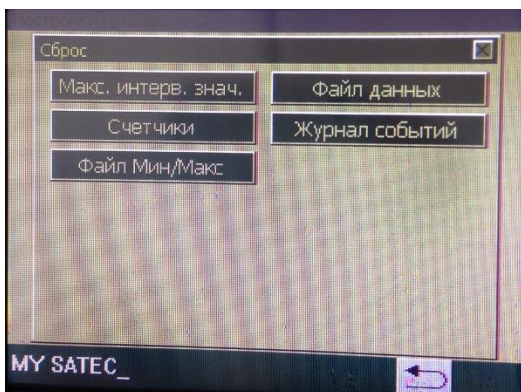 Сброс
Макс. интерв. знач.
Файл данных
Счетчики
Журнал событий
Файл Мин/Макс
MY SATEC_